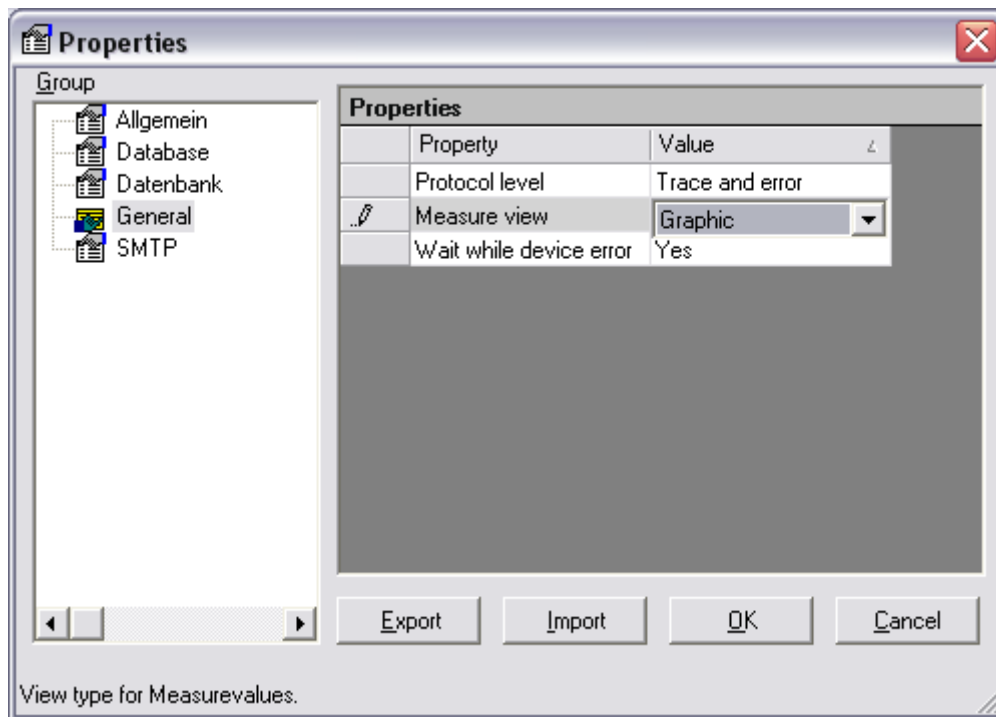 Properties
Group
Allgemein
Database
Datenbank
General
SMTP
Properties
Property Value
Protocol level Trace and error
Measure view Graphic
Wait while device error Yes
Export Import OK Cancel
View type for Measurevalues.